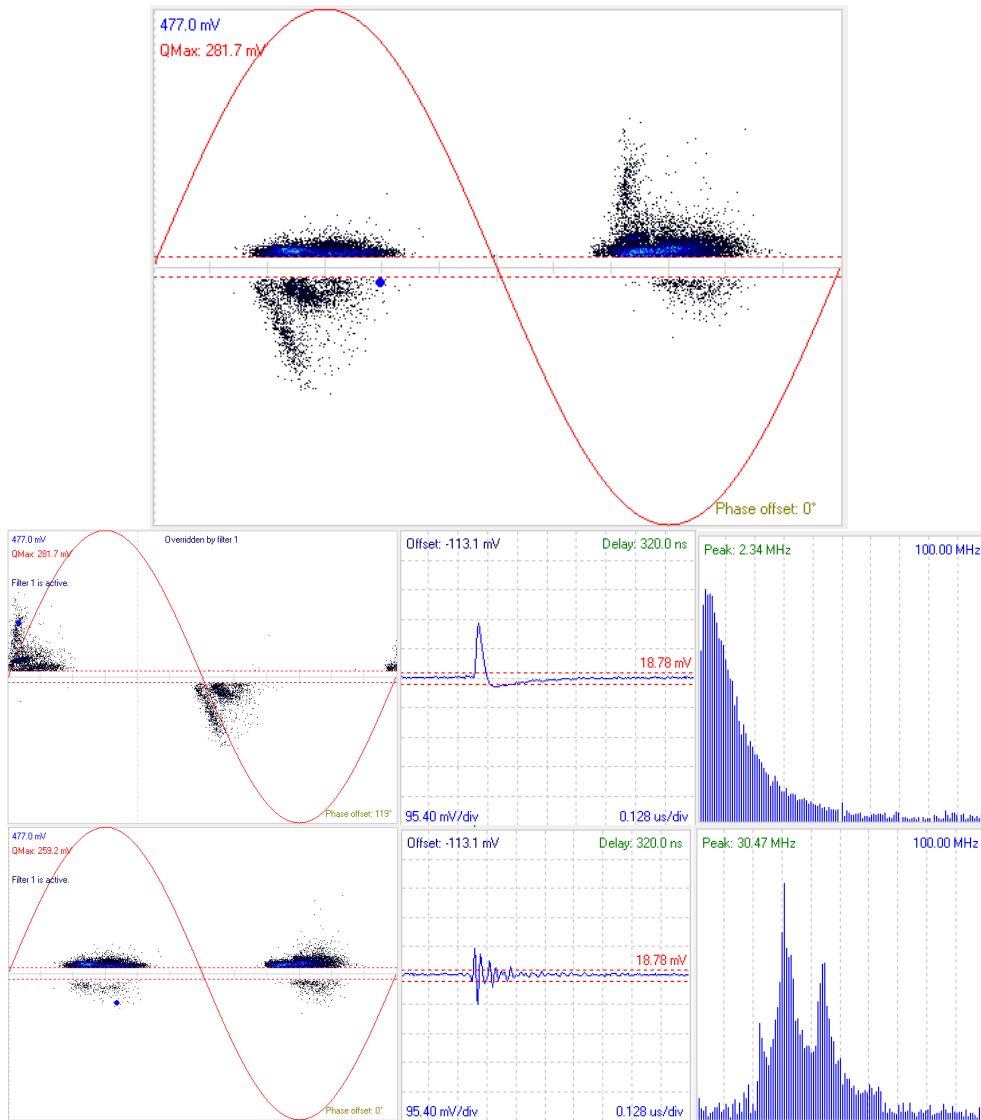 477.0 mV
QMax: 281.7 mV
Phase offset: 0°
477.0 mV
Overridden by filter 1
QMax: 281.7 mV
Filter 1 is active.
Phase offset: 119°
Offset: -113.1 mV
Delay: 320.0 ns
18.78 mV
95.40 mV/div
0.128 us/div
Peak: 2.34 MHz
100.00 MHz
477.0 mV
QMax: 259.2 mV
Filter 1 is active.
Phase offset: 0°
Offset: -113.1 mV
Delay: 320.0 ns
18.78 mV
95.40 mV/div
0.128 us/div
Peak: 30.47 MHz
100.00 MHz